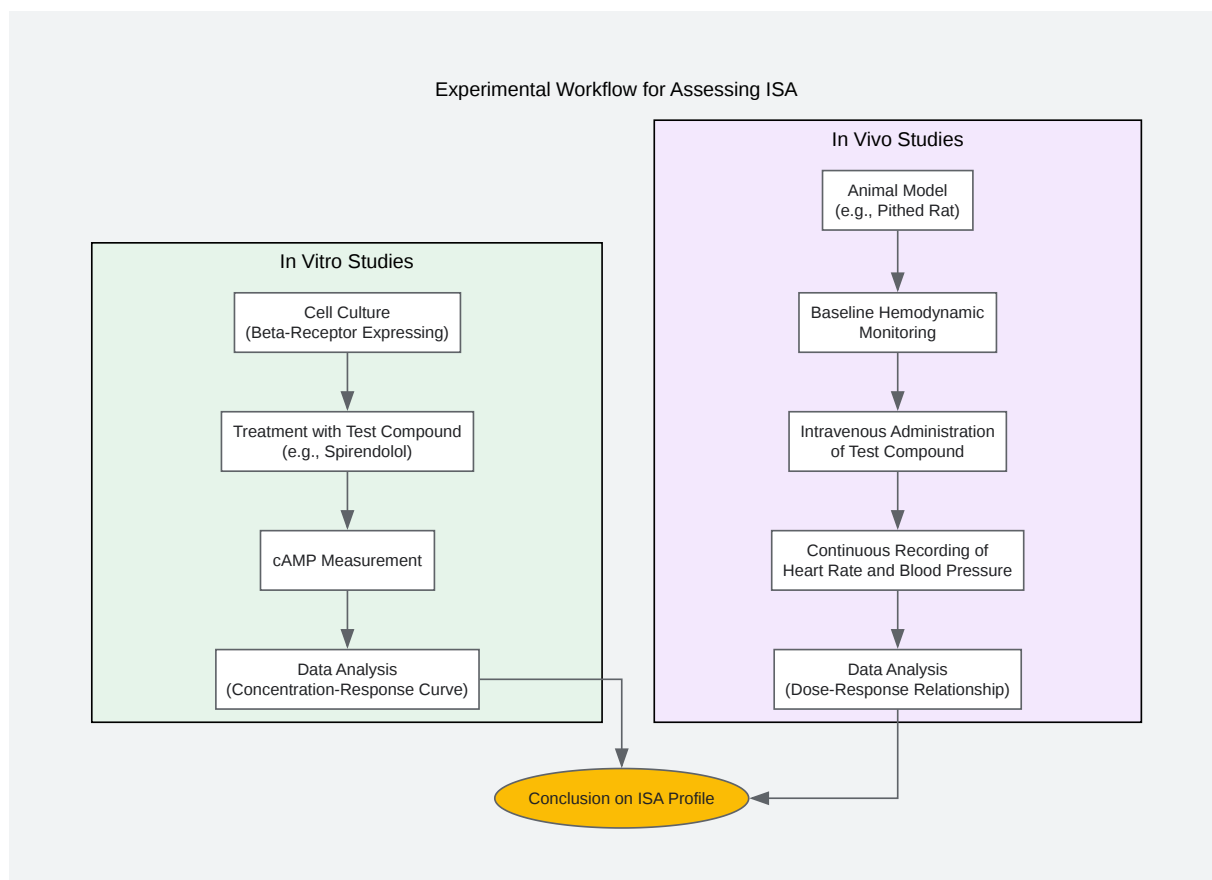 Experimental Workflow for Assessing ISA
In Vitro Studies
Cell Culture
(Beta-Receptor Expressing)
Treatment with Test Compound
(e.g., Spirendolol)
cAMP Measurement
Data Analysis
(Concentration-Response Curve)
In Vivo Studies
Animal Model
(e.g., Pithed Rat)
Baseline Hemodynamic
Monitoring
Intravenous Administration
of Test Compound
Continuous Recording of
Heart Rate and Blood Pressure
Data Analysis
(Dose-Response Relationship)
Conclusion on ISA Profile